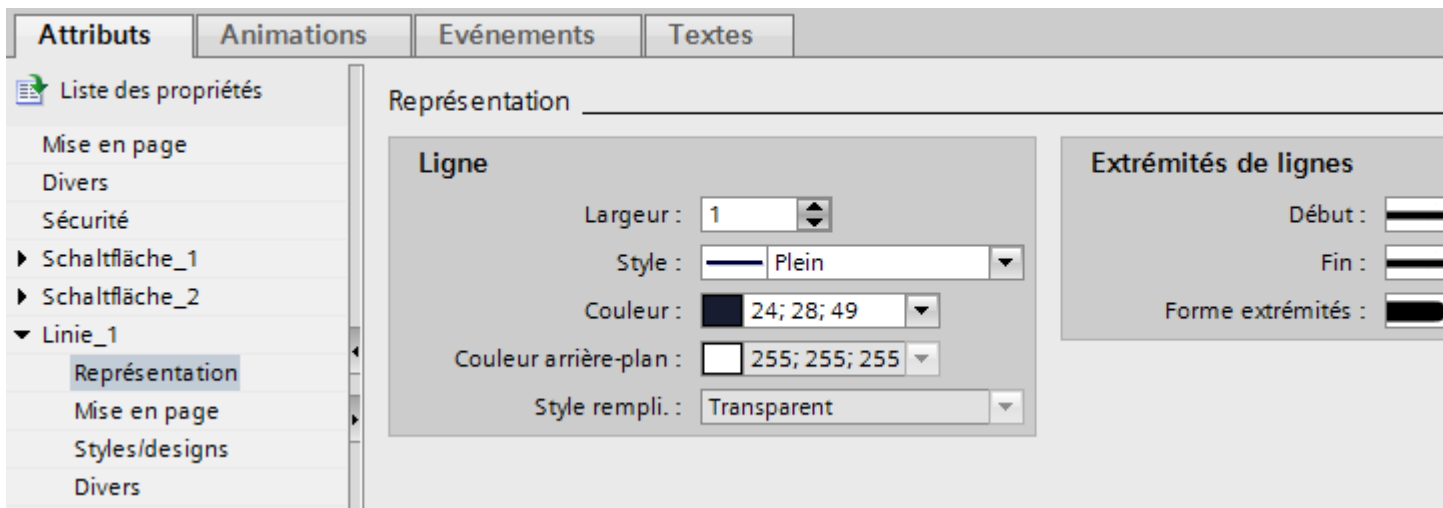 Attributs
Animations
Evénements
Textes
Liste des propriétés
Mise en page
Divers
Sécurité
Schaltfläche_1
Schaltfläche_2
Linie_1
Représentation
Mise en page
Styles/designs
Divers
Représentation
Ligne
Largeur : 1
Style : Plein
Couleur : 24; 28; 49
Couleur arrière-plan : 255; 255; 255
Style rempli. : Transparent
Extrémités de lignes
Début :
Fin :
Forme extrémités :